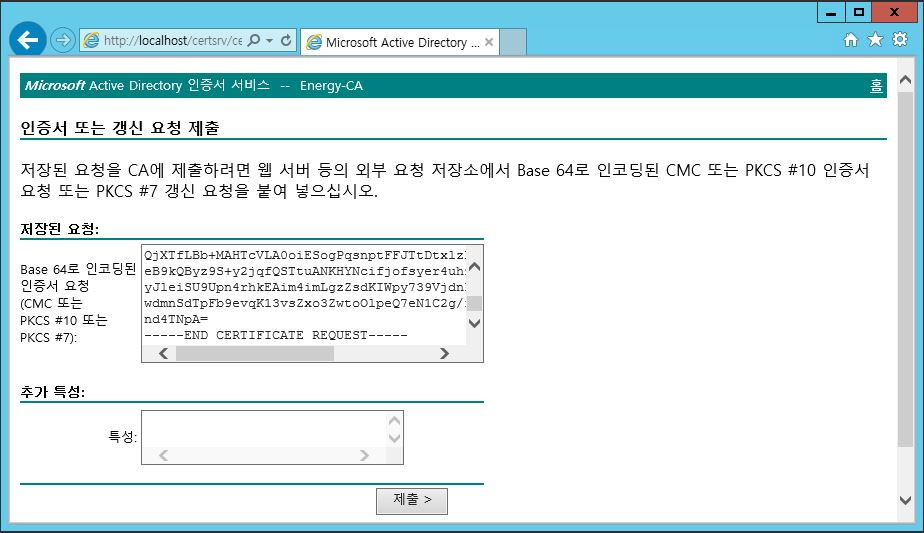 http://localhost/certsrv/ce
Microsoft Active Directory ...
Microsoft Active Directory 인증서 서비스 -- Energy-CA
홈
인증서 또는 갱신 요청 제출
저장된 요청을 CA에 제출하려면 웹 서버 등의 외부 요청 저장소에서 Base 64로 인코딩된 CMC 또는 PKCS #10 인증서
요청 또는 PKCS #7 갱신 요청을 붙여 넣으십시오.
저장된 요청:
Base 64로 인코딩된
인증서 요청
(CMC 또는
PKCS #10 또는
PKCS #7):
QjXTfLBb+MAHTcVLA0oiESogPqsnptFFJTtDtxlz
eB9kQByz9S+y2jqfQSTtuANKHYNcifjofsyer4uh
yJleiSU9Upn4rhkEAim4imLgzZsdKIWpy739Vjdn
wdmnSdTpFb9evqK13vsZxo3ZwtoOlpeQ7eN1C2g/
nd4TNpA=
-----END CERTIFICATE REQUEST-----
추가 특성:
특성:
제출 >